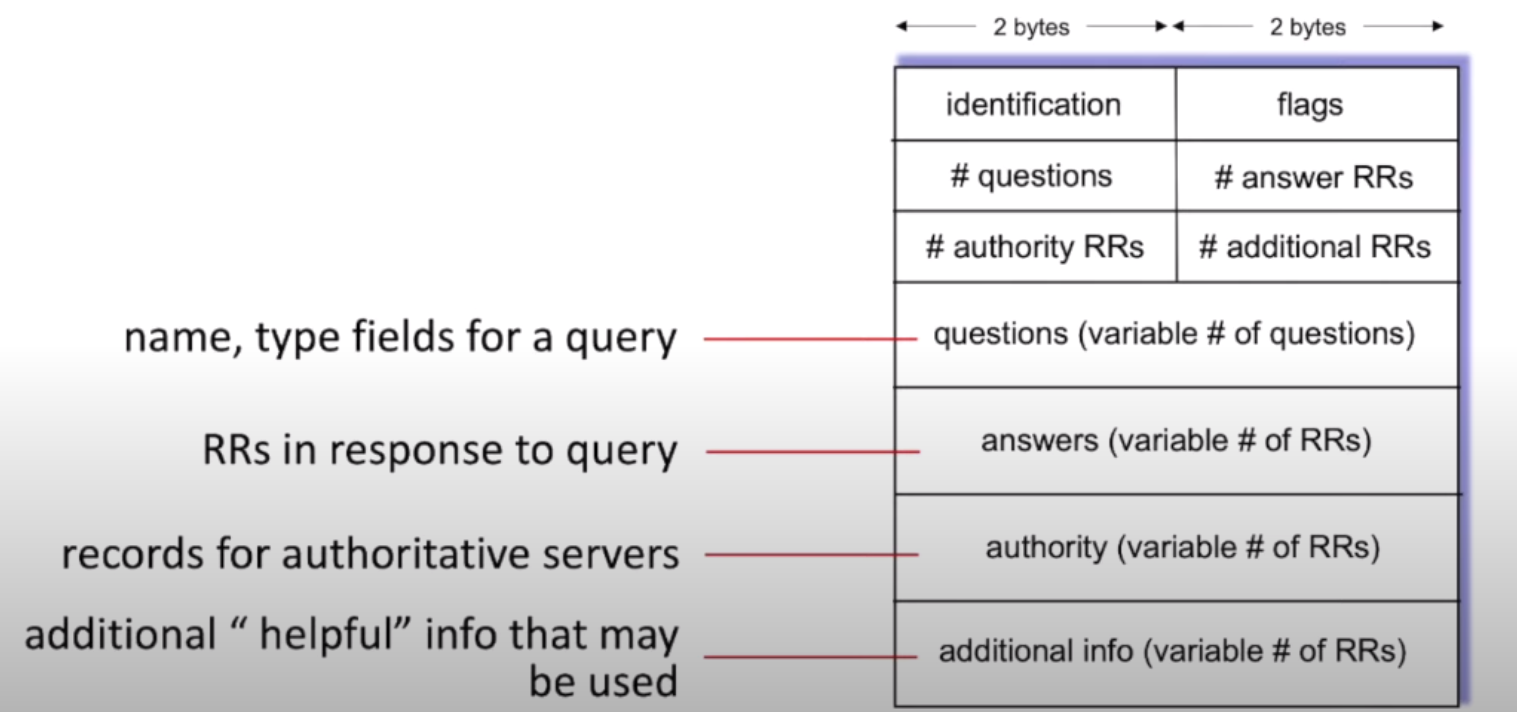 2 bytes 2 bytes
identification flags
# questions # answer RRs
# authority RRs # additional RRs
name, type fields for a query questions (variable # of questions)
RRs in response to query answers (variable # of RRs)
records for authoritative servers authority (variable # of RRs)
additional “ helpful” info that may
be used
additional info (variable # of RRs)